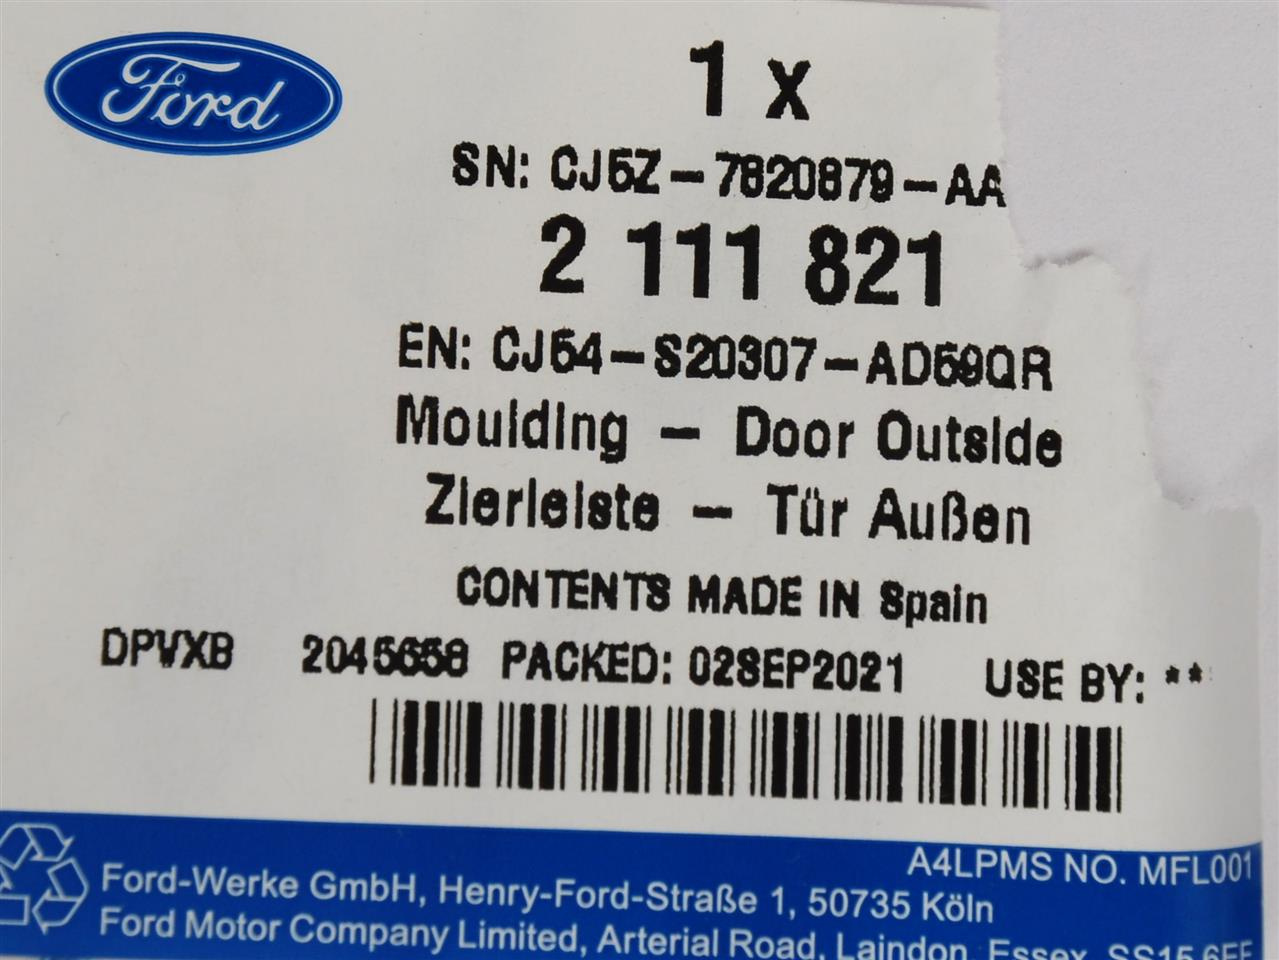 Ford
1 x
SN: CJ5Z-7820879-AA
2 111 821
EN: CJ54-S20307-AD59QR
Moulding - Door Outside
Zierleiste - Tür Außen
CONTENTS MADE IN Spain
DPVXB 2045658 PACKED: 02SEP2021 USE BY: **
A4LPMS NO. MFL001
Ford-Werke GmbH, Henry-Ford-Straße 1, 50735 Köln
Ford Motor Company Limited, Arterial Road, Laindon, Essex, SS15 6EE